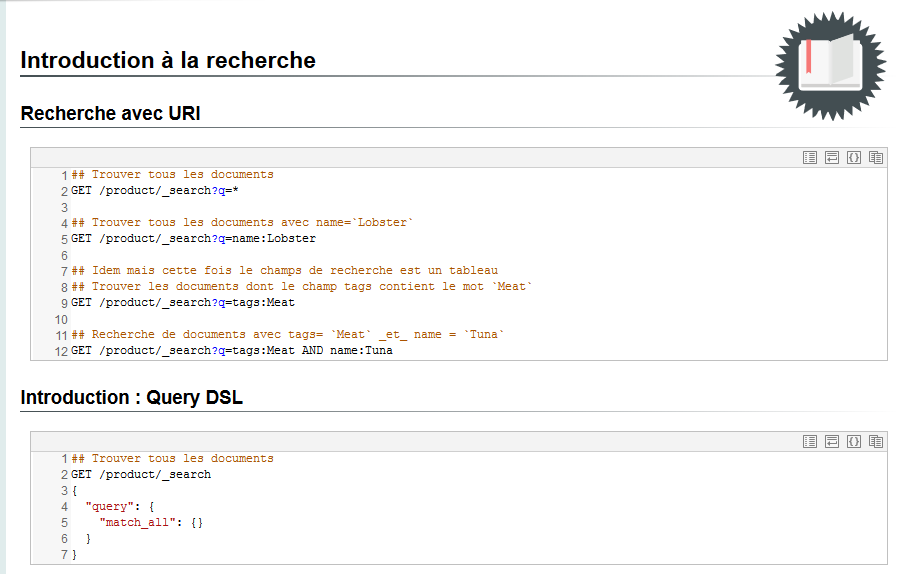 Introduction à la recherche
Recherche avec URI
1 ## Trouver tous les documents
2 GET /product/_search?q=*
3
4 ## Trouver tous les documents avec name=`Lobster`
5 GET /product/_search?q=name:Lobster
6
7 ## Idem mais cette fois le champs de recherche est un tableau
8 ## Trouver les documents dont le champ tags contient le mot `Meat`
9 GET /product/_search?q=tags:Meat
10
11 ## Recherche de documents avec tags= `Meat` _et_ name = `Tuna`
12 GET /product/_search?q=tags:Meat AND name:Tuna
Introduction : Query DSL
1 ## Trouver tous les documents
2 GET /product/_search
3 {
4   "query": {
5     "match_all": {}
6   }
7 }